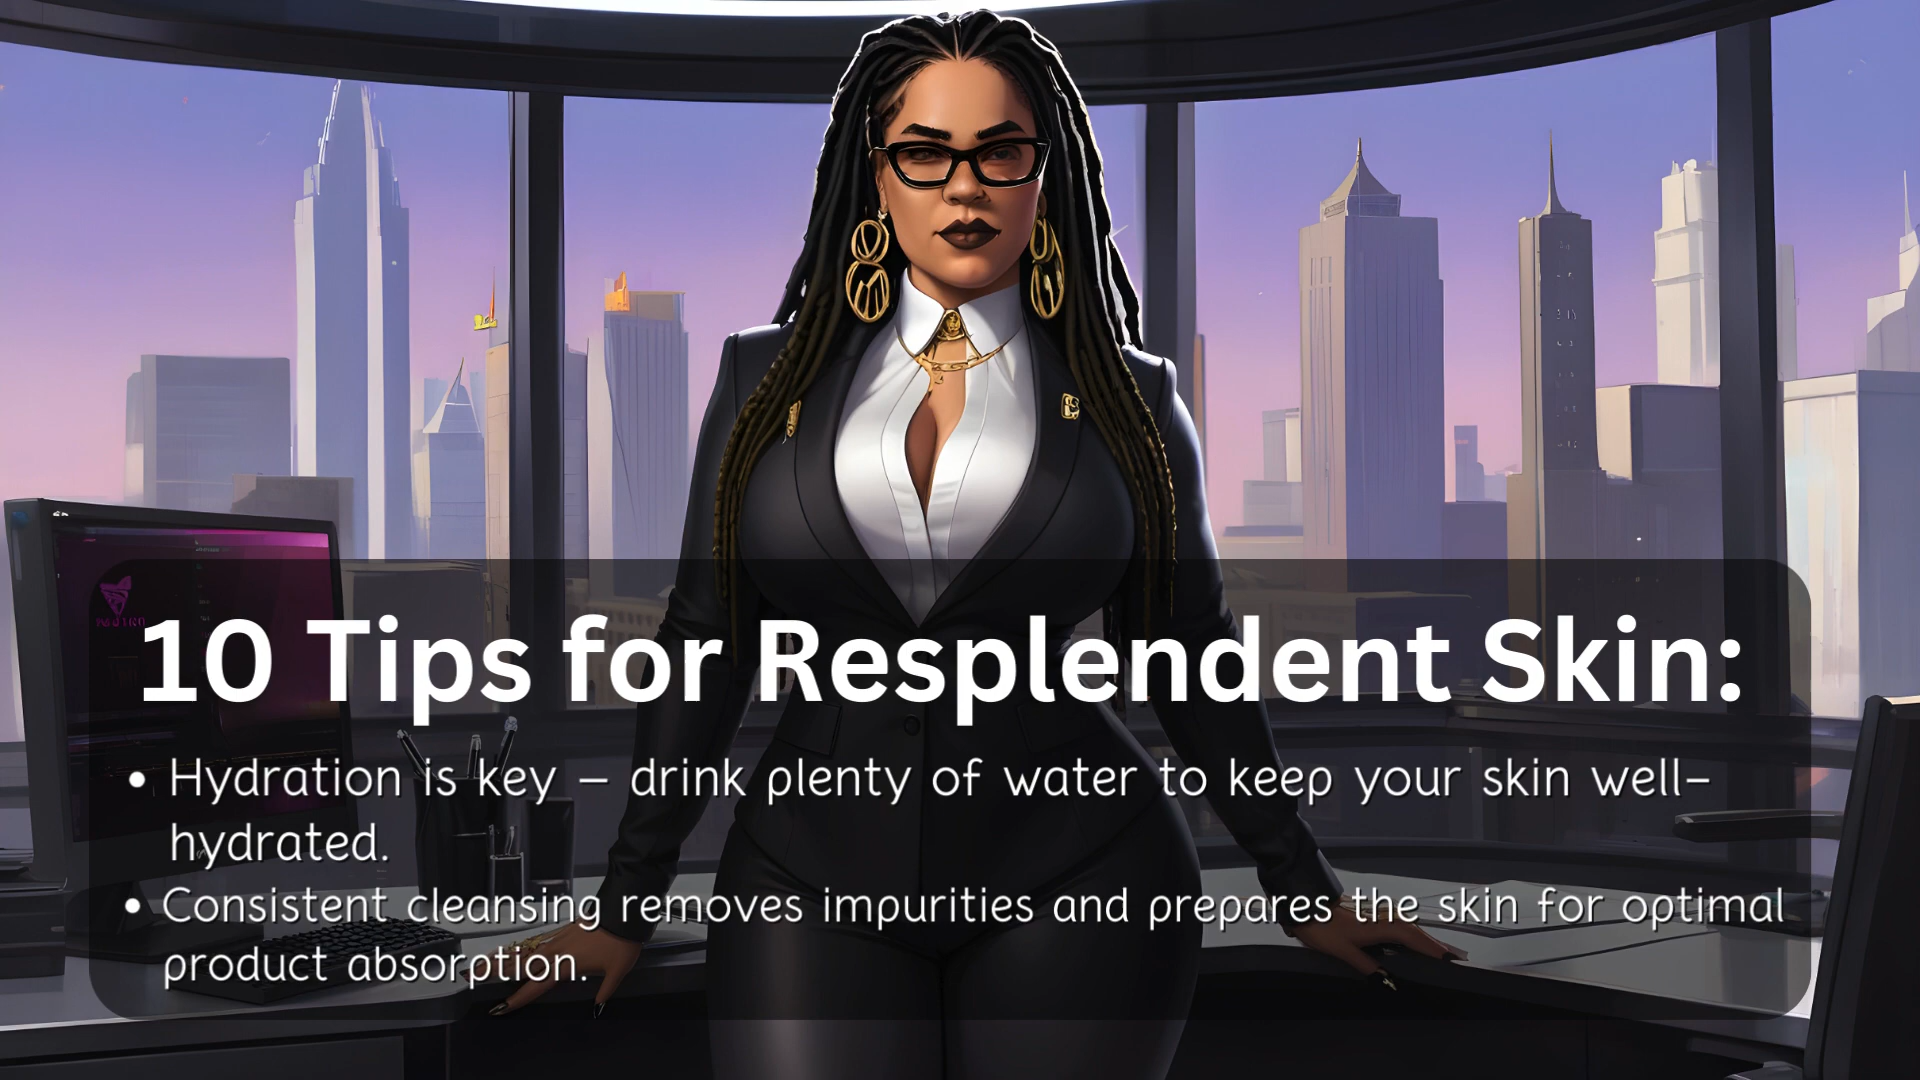 10 Tips for Resplendent Skin:
• Hydration is key – drink plenty of water to keep your skin well-
hydrated.
• Consistent cleansing removes impurities and prepares the skin for optimal
product absorption.